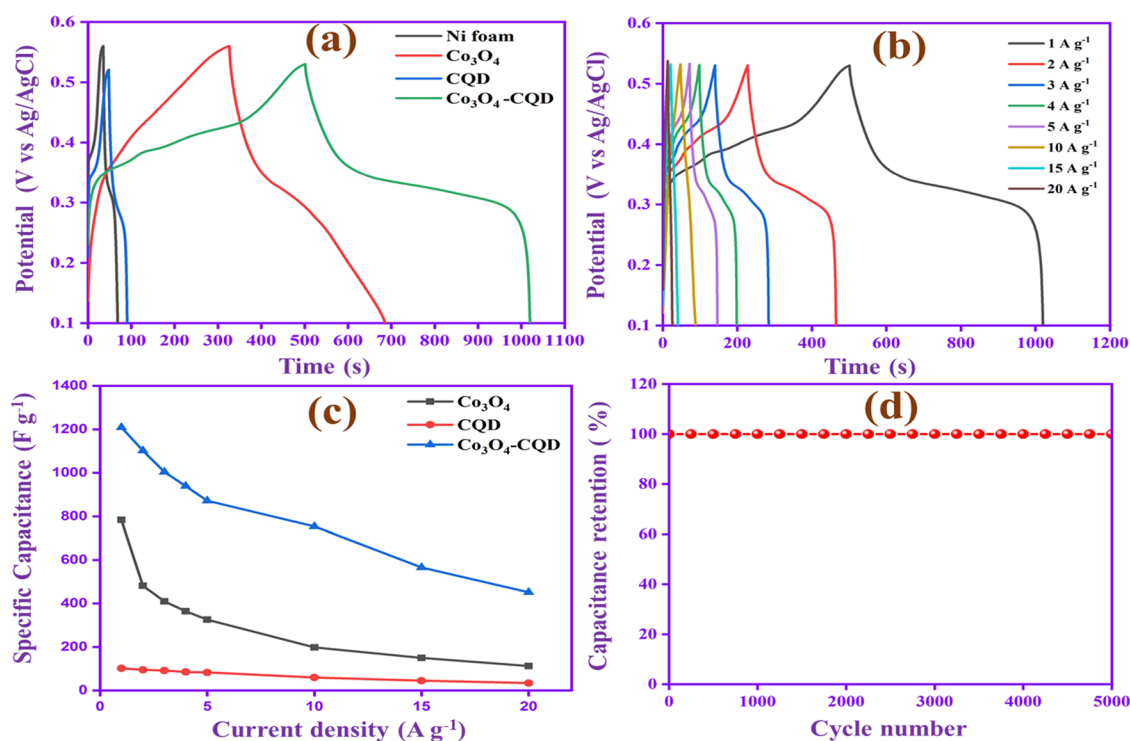 (a)
Ni foam
Co₃O₄
CQD
Co₃O₄ -CQD
Potential (V vs Ag/AgCl)
0.6
0.5
0.4
0.3
0.2
0.1
0 100 200 300 400 500 600 700 800 900 1000 1100
Time (s)
(b)
1 A g⁻¹
2 A g⁻¹
3 A g⁻¹
4 A g⁻¹
5 A g⁻¹
10 A g⁻¹
15 A g⁻¹
20 A g⁻¹
Potential (V vs Ag/AgCl)
0.6
0.5
0.4
0.3
0.2
0.1
0 200 400 600 800 1000 1200
Time (s)
(c)
Co₃O₄
CQD
Co₃O₄-CQD
Specific Capacitance (F g⁻¹)
1400
1200
1000
800
600
400
200
0
0 5 10 15 20
Current density (A g⁻¹)
(d)
Capacitance retention ( %)
120
100
80
60
40
20
0
0 1000 2000 3000 4000 5000
Cycle number